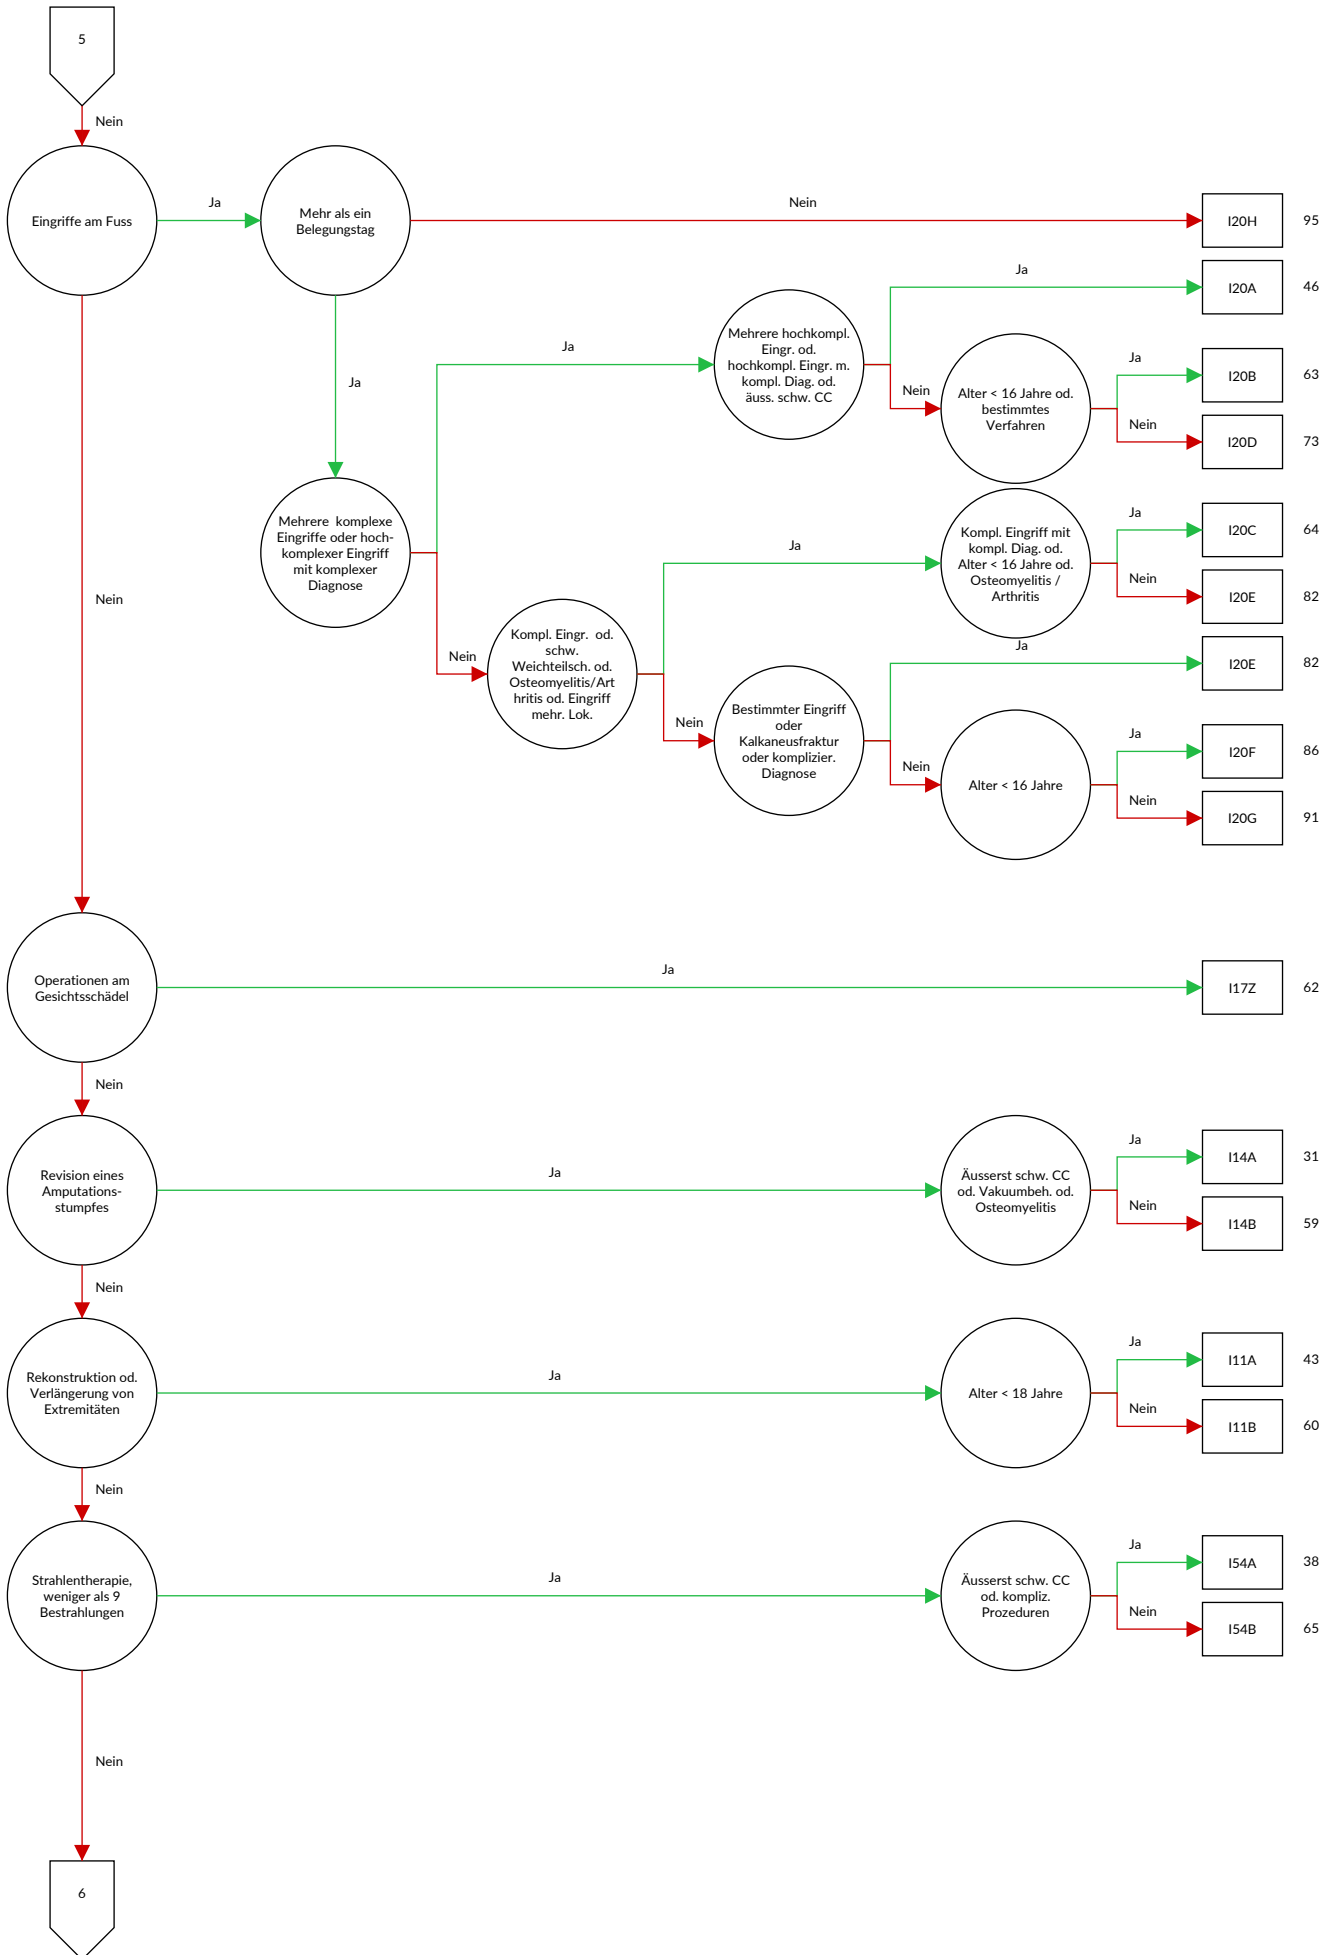 5
Nein
Eingriffe am Fuss
Ja
Mehr als ein
Belegungstag
Nein
I20H
95
Ja
I20A
46
Ja
Ja
Mehrere hochkompl.
Eingr. od.
hochkompl. Eingr. m.
kompl. Diag. od.
äuss. schw. CC
Nein
Alter < 16 Jahre od.
bestimmtes
Verfahren
Ja
I20B
63
Nein
I20D
73
Mehrere komplexe
Eingriffe oder hoch-
komplexer Eingriff
mit komplexer
Diagnose
Nein
Kompl. Eingr. od.
schw.
Weichteilsch. od.
Osteomyelitis/Art
hritis od. Eingriff
mehr. Lok.
Ja
Kompl. Eingriff mit
kompl. Diag. od.
Alter < 16 Jahre od.
Osteomyelitis /
Arthritis
Ja
I20C
64
Nein
I20E
82
Nein
Bestimmter Eingriff
oder
Kalkaneusfraktur
oder komplizier.
Diagnose
Ja
I20E
82
Nein
Alter < 16 Jahre
Ja
I20F
86
Nein
I20G
91
Nein
Operationen am
Gesichtsschädel
Ja
I17Z
62
Nein
Revision eines
Amputations-
stumpfes
Ja
Äusserst schw. CC
od. Vakuumbeh. od.
Osteomyelitis
Ja
I14A
31
Nein
I14B
59
Nein
Rekonstruktion od.
Verlängerung von
Extremitäten
Ja
Alter < 18 Jahre
Ja
I11A
43
Nein
I11B
60
Nein
Strahlentherapie,
weniger als 9
Bestrahlungen
Ja
Äusserst schw. CC
od. kompliz.
Prozeduren
Ja
I54A
38
Nein
I54B
65
Nein
6